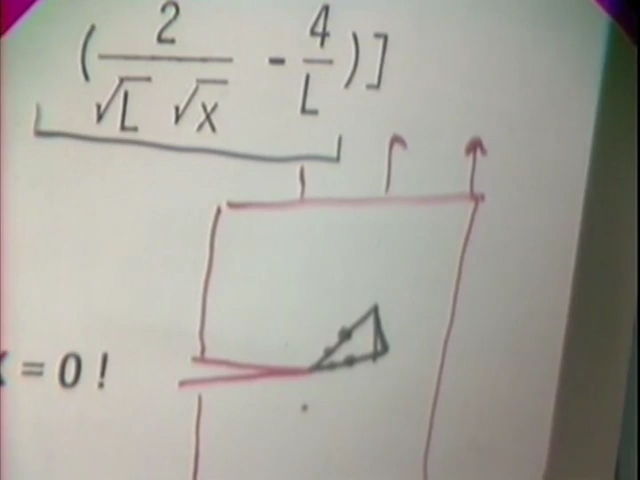 (2/√L √x - 4/L)]
= 0 !